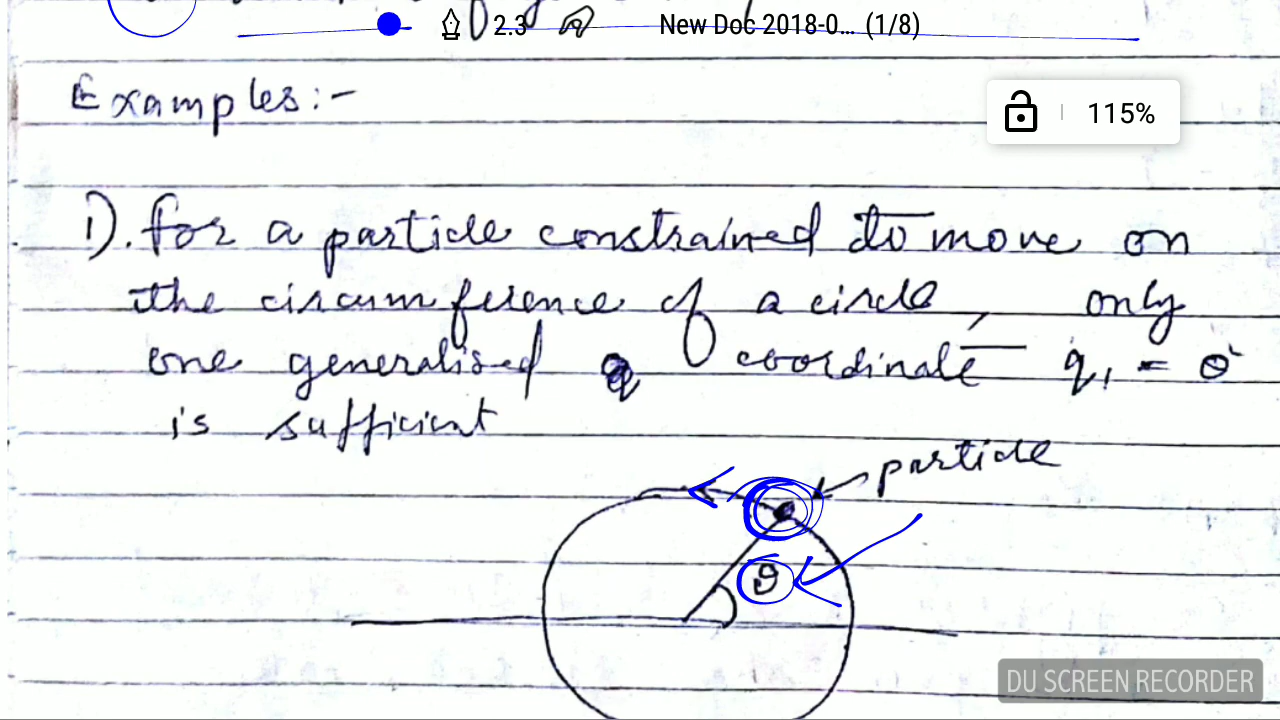 2.3 New Doc 2018-0... (1/8)
Examples:-
115%
1). for a particle constrained to move on
the circumference of a circle, only
one generalised coordinate q1 = θ
is sufficient
particle
θ
DU SCREEN RECORDER